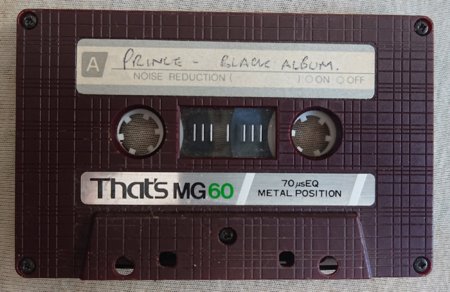 A PRINCE - BLACK ALBUM.
NOISE REDUCTION ( ) ○ ON ○ OFF
That's MG60 70μsEQ
METAL POSITION